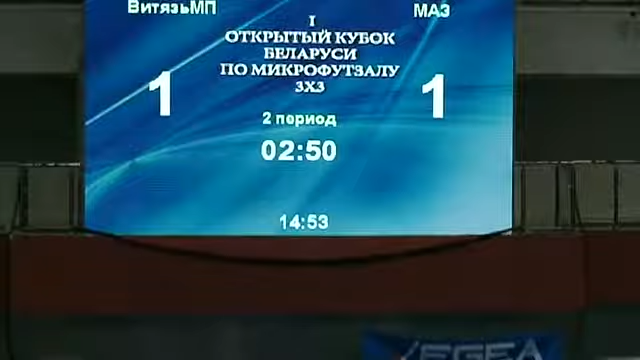 ВитязьМП
МАЗ
I
ОТКРЫТЫЙ КУБОК
БЕЛАРУСИ
ПО МИКРОФУТЗАЛУ
3Х3
1
1
2 период
02:50
14:53